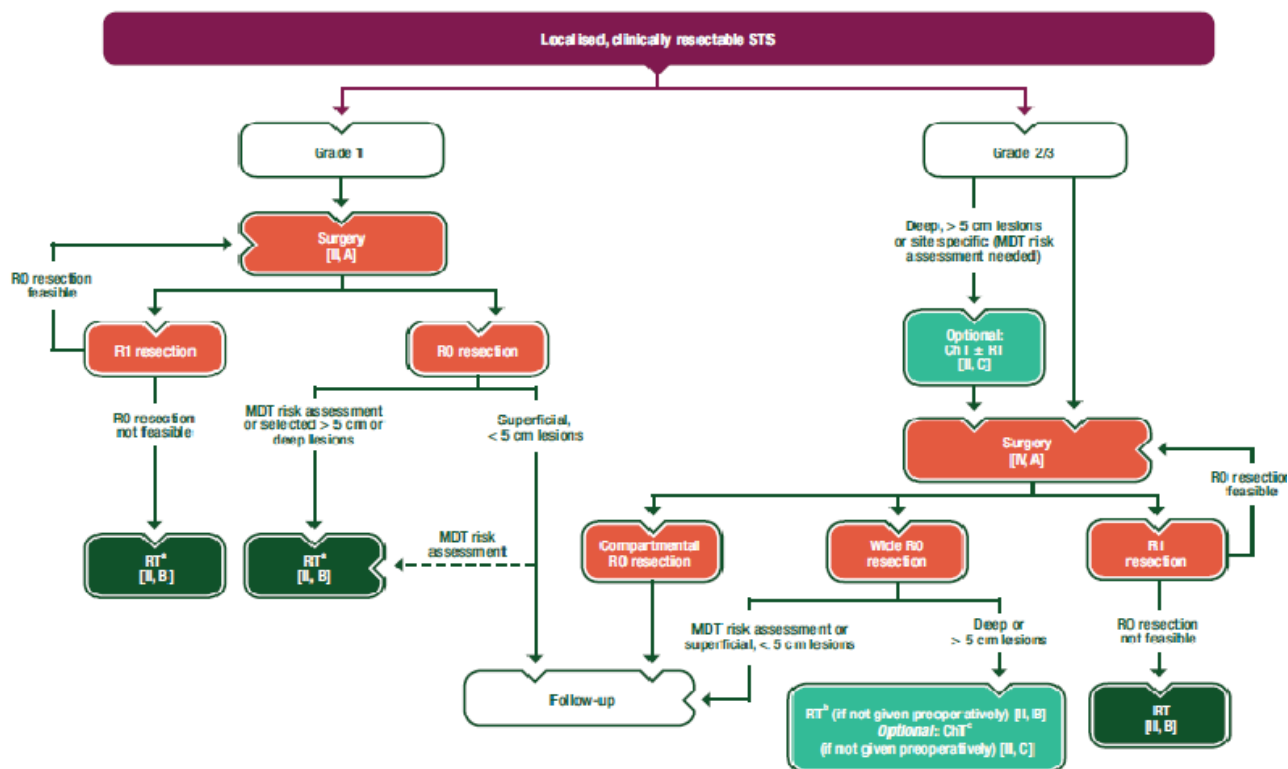 Localised, clinically resectable STS
Grade 1
Grade 2/3
Surgery
[II, A]
Deep, > 5 cm lesions
or site specific (MDT risk
assessment needed)
R0 resection
feasible
R1 resection
R0 resection
Optional:
ChT ± RT
[II, C]
R0 resection
not feasible
MDT risk assessment
or selected > 5 cm or
deep lesions
Superficial,
< 5 cm lesions
Surgery
[IV, A]
R0 resection
feasible
MDT risk
assessment
RTᵃ
[II, B]
RTᵃ
[II, B]
Compartmental
R0 resection
Wide R0
resection
R1
resection
MDT risk assessment or
superficial, < 5 cm lesions
Deep or
> 5 cm lesions
R0 resection
not feasible
Follow-up
RTᵇ (if not given preoperatively) [II, B]
Optional: ChTᶜ
(if not given preoperatively) [II, C]
RT
[II, B]